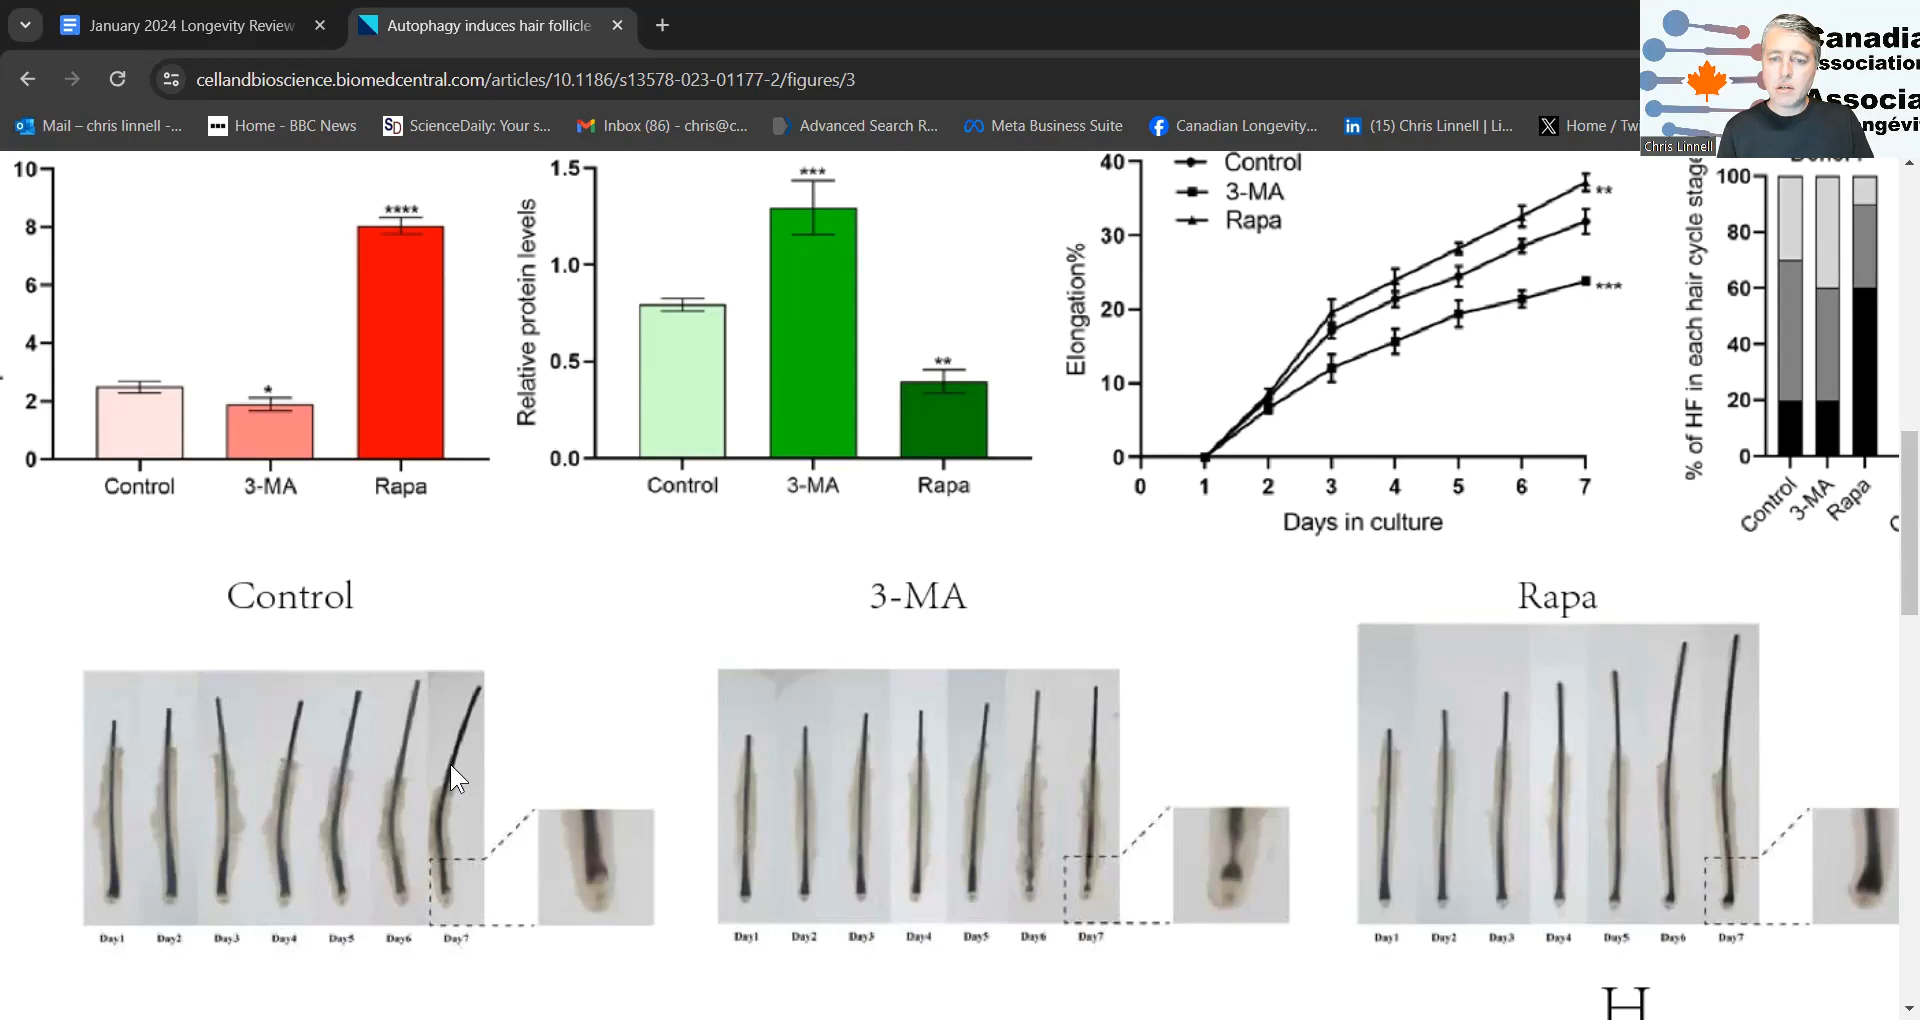 January 2024 Longevity Review
Autophagy induces hair follicle
cellandbioscience.biomedcentral.com/articles/10.1186/s13578-023-01177-2/figures/3
Mail – chris linnell -...
Home - BBC News
ScienceDaily: Your s...
Inbox (86) - chris@c...
Advanced Search R...
Meta Business Suite
Canadian Longevity...
(15) Chris Linnell | Li...
Home / Twi
Canadia
Association
Associa
ongévi
Chris Linnell
10
8
6
4
2
0
****
*
Control
3-MA
Rapa
Relative protein levels
1.5
1.0
0.5
0.0
***
**
Control
3-MA
Rapa
Elongation%
40
30
20
10
0
Control
3-MA
Rapa
**
***
0 1 2 3 4 5 6 7
Days in culture
% of HF in each hair cycle stage
100
80
60
40
20
0
Control
3-MA
Rapa
Control
3-MA
Rapa
Day1 Day2 Day3 Day4 Day5 Day6 Day7
Day1 Day2 Day3 Day4 Day5 Day6 Day7
Day1 Day2 Day3 Day4 Day5 Day6 Day7
H